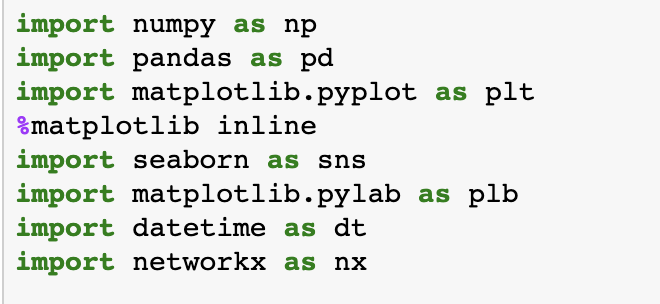 import numpy as np
import pandas as pd
import matplotlib.pyplot as plt
%matplotlib inline
import seaborn as sns
import matplotlib.pylab as plb
import datetime as dt
import networkx as nx